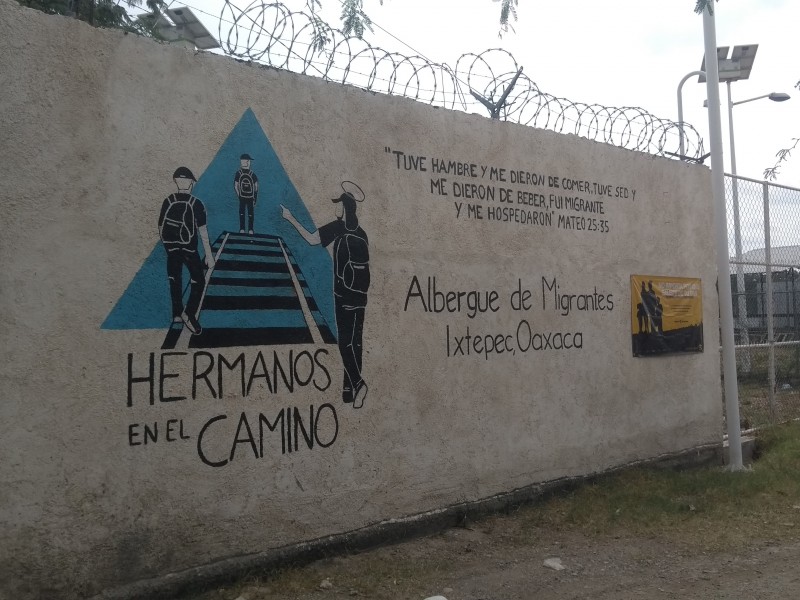 "TUVE HAMBRE Y ME DIERON DE COMER, TUVE SED Y
ME DIERON DE BEBER, FUI MIGRANTE
Y ME HOSPEDARON" MATEO 25:35
Albergue de Migrantes
Ixtepec, Oaxaca
HERMANOS
EN EL CAMINO